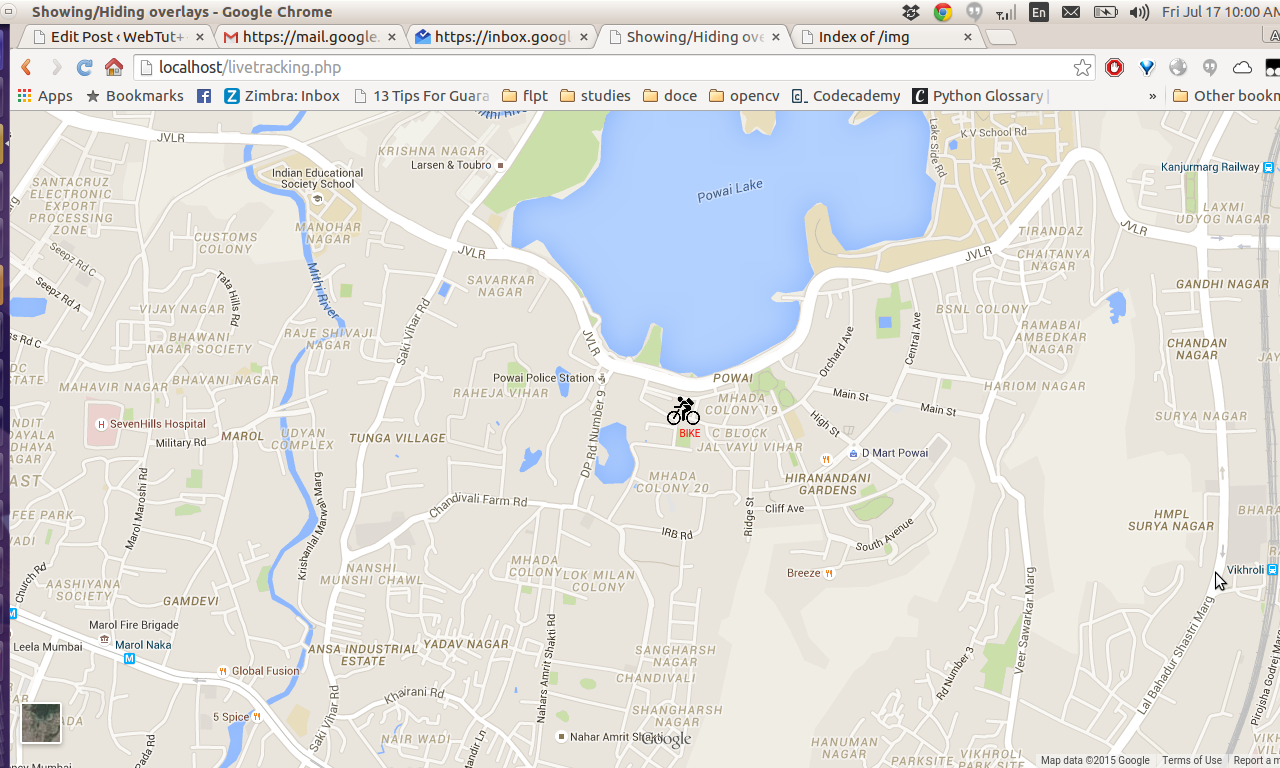 Showing/Hiding overlays - Google Chrome
En
Fri Jul 17 10:00 AM
Edit Post ‹ WebTut+
https://mail.google.
https://inbox.googl
Showing/Hiding ove
Index of /img
localhost/livetracking.php
Apps
Bookmarks
Zimbra: Inbox
13 Tips For Guara
flpt
studies
doce
opencv
Codecademy
Python Glossary
»
Other bookm
JVLR
Mithi River
KRISHNA NAGAR
Larsen & Toubro
Lake Side Rd
K V School Rd
RK Rd
Kanjurmarg Railway
Indian Educational
Society School
SANTACRUZ
ELECTRONIC
EXPORT
PROCESSING
ZONE
Powai Lake
LAXMI
UDYOG NAGAR
MANOHAR
NAGAR
CUSTOMS
COLONY
JVLR
JVLR
JVLR
TIRANDAZ
CHAITANYA
NAGAR
Seepz Rd C
Seepz Rd A
Tata Hills Rd
Mithi River
SAVARKAR
NAGAR
GANDHI NAGAR
VIJAY NAGAR
BSNL COLONY
Saki Vihar Rd
RAJE SHIVAJI
NAGAR
BHAWANI
NAGAR SOCIETY
JVLR
Orchard Ave
Central Ave
RAMABAI
AMBEDKAR
NAGAR
CHANDAN
NAGAR
MAHAVIR NAGAR
BHAVANI NAGAR
Powai Police Station
POWAI
RAHEJA VIHAR
DP Rd Number 9
MHADA
COLONY 19
Main St
Main St
HARIOM NAGAR
SURYA NAGAR
SevenHills Hospital
Military Rd
MAROL
UDYAN
COMPLEX
TUNGA VILLAGE
BIKE
C BLOCK
JAL VAYU VIHAR
High St
D Mart Powai
MHADA
COLONY 20
HIRANANDANI
GARDENS
Marol Maroshi Rd
Krishanlal Marwah Marg
Chandivali Farm Rd
Ridge St
Cliff Ave
HMPL
SURYA NAGAR
IRB Rd
South Avenue
Breeze
Vikhroli
Church Rd
AASHIYANA
SOCIETY
NANSHI
MUNSHI CHAWL
MHADA
COLONY
LOK MILAN
COLONY
GAMDEVI
Marol Fire Brigade
Marol Naka
Leela Mumbai
Veer Sawarkar Marg
Lal Bahadur Shastri Marg
Pirojsha Godrej Marg
ANSA INDUSTRIAL
ESTATE
YADAV NAGAR
Nahars Amrit Shakti Rd
SANGHARSH
NAGAR
CHANDIVALI
Rd Number 3
Global Fusion
Khairani Rd
Saki Vihar Rd
5 Spice
SHANGHARSH
NAGAR
NAIR WADI
Nahar Amrit Shakti
Google
HANUMAN
NAGAR
PARKSITE
VIKHROLI
PARK SITE
Map data ©2015 Google
Terms of Use